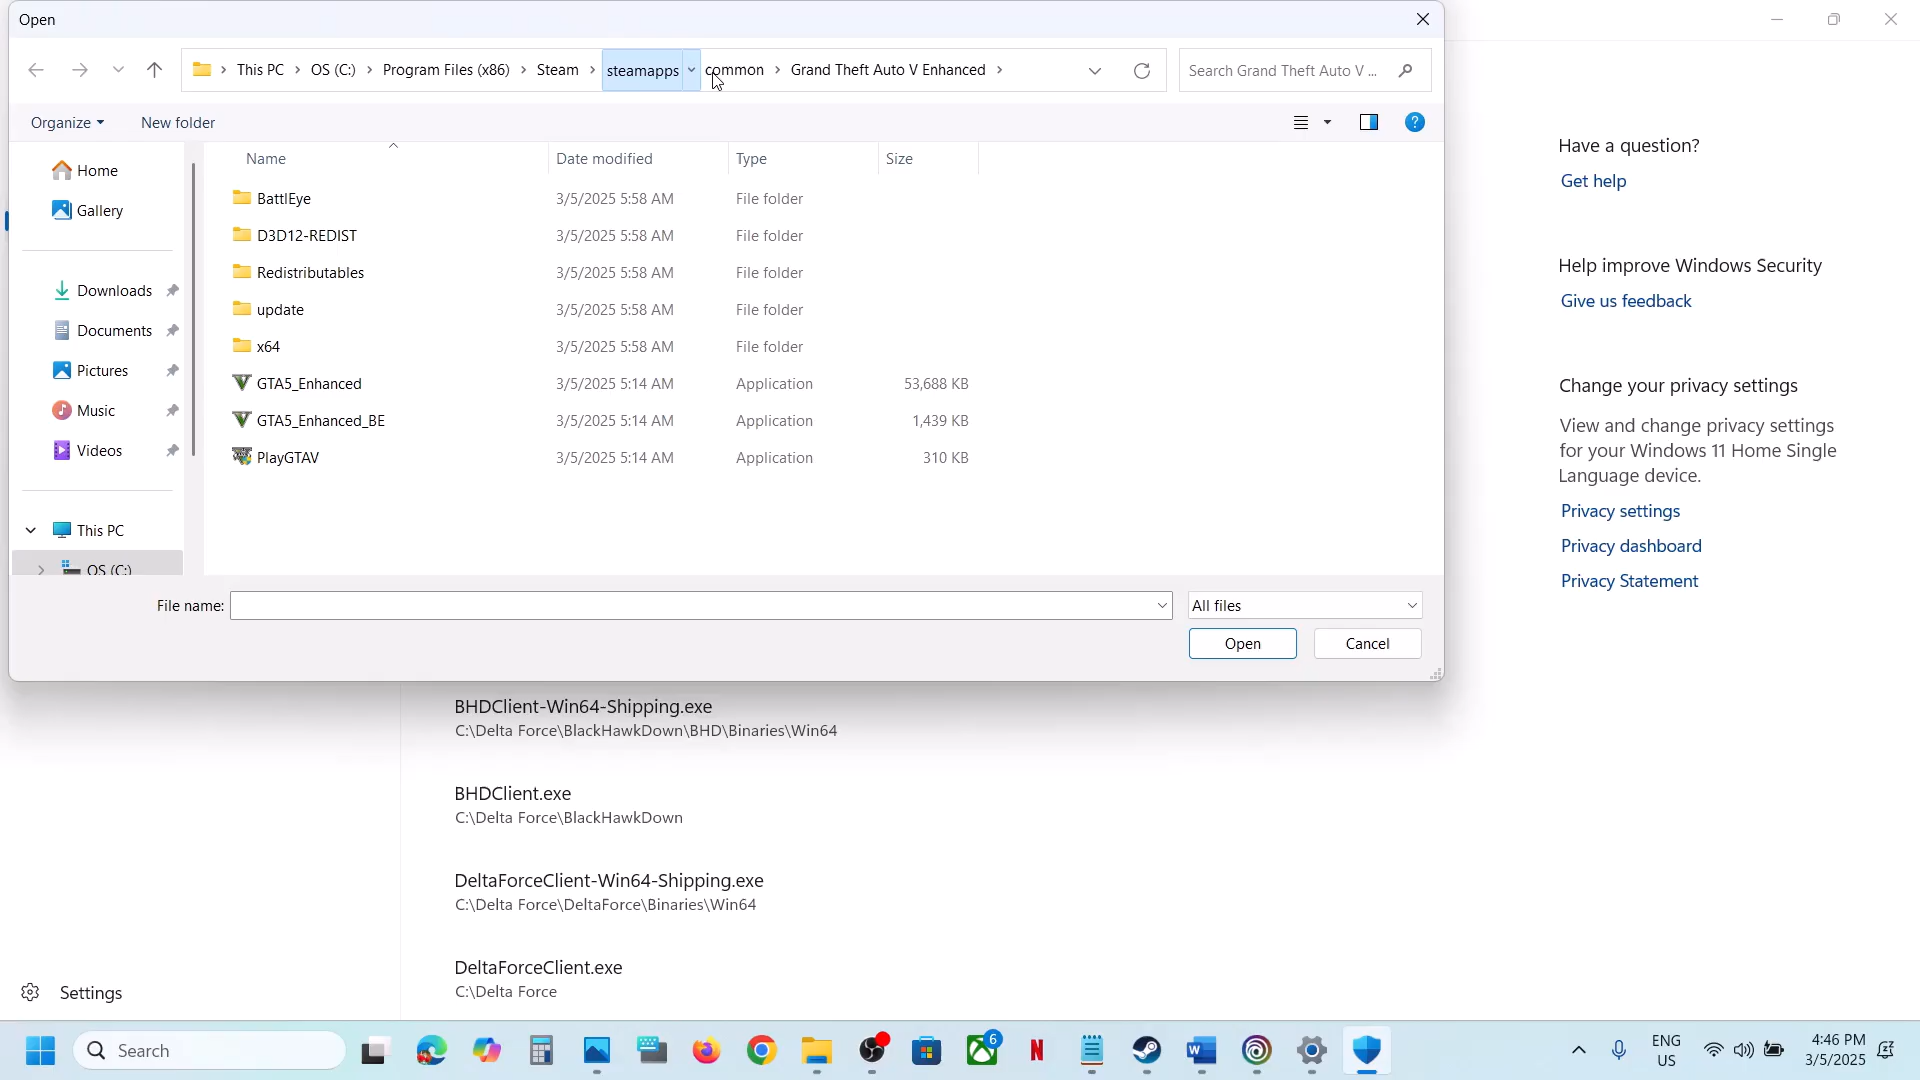 Open
This PC > OS (C:) > Program Files (x86) > Steam > steamapps common > Grand Theft Auto V Enhanced >
Search Grand Theft Auto V ...
Organize
New folder
Home
Gallery
Downloads
Documents
Pictures
Music
Videos
This PC
OS (C:)
Name Date modified Type Size
BattlEye 3/5/2025 5:58 AM File folder
D3D12-REDIST 3/5/2025 5:58 AM File folder
Redistributables 3/5/2025 5:58 AM File folder
update 3/5/2025 5:58 AM File folder
x64 3/5/2025 5:58 AM File folder
GTA5_Enhanced 3/5/2025 5:14 AM Application 53,688 KB
GTA5_Enhanced_BE 3/5/2025 5:14 AM Application 1,439 KB
PlayGTAV 3/5/2025 5:14 AM Application 310 KB
File name:
All files
Open
Cancel
Have a question?
Get help
Help improve Windows Security
Give us feedback
Change your privacy settings
View and change privacy settings
for your Windows 11 Home Single
Language device.
Privacy settings
Privacy dashboard
Privacy Statement
BHDClient-Win64-Shipping.exe
C:\Delta Force\BlackHawkDown\BHD\Binaries\Win64
BHDClient.exe
C:\Delta Force\BlackHawkDown
DeltaForceClient-Win64-Shipping.exe
C:\Delta Force\DeltaForce\Binaries\Win64
DeltaForceClient.exe
C:\Delta Force
Settings
Search
6
ENG
US
4:46 PM
3/5/2025